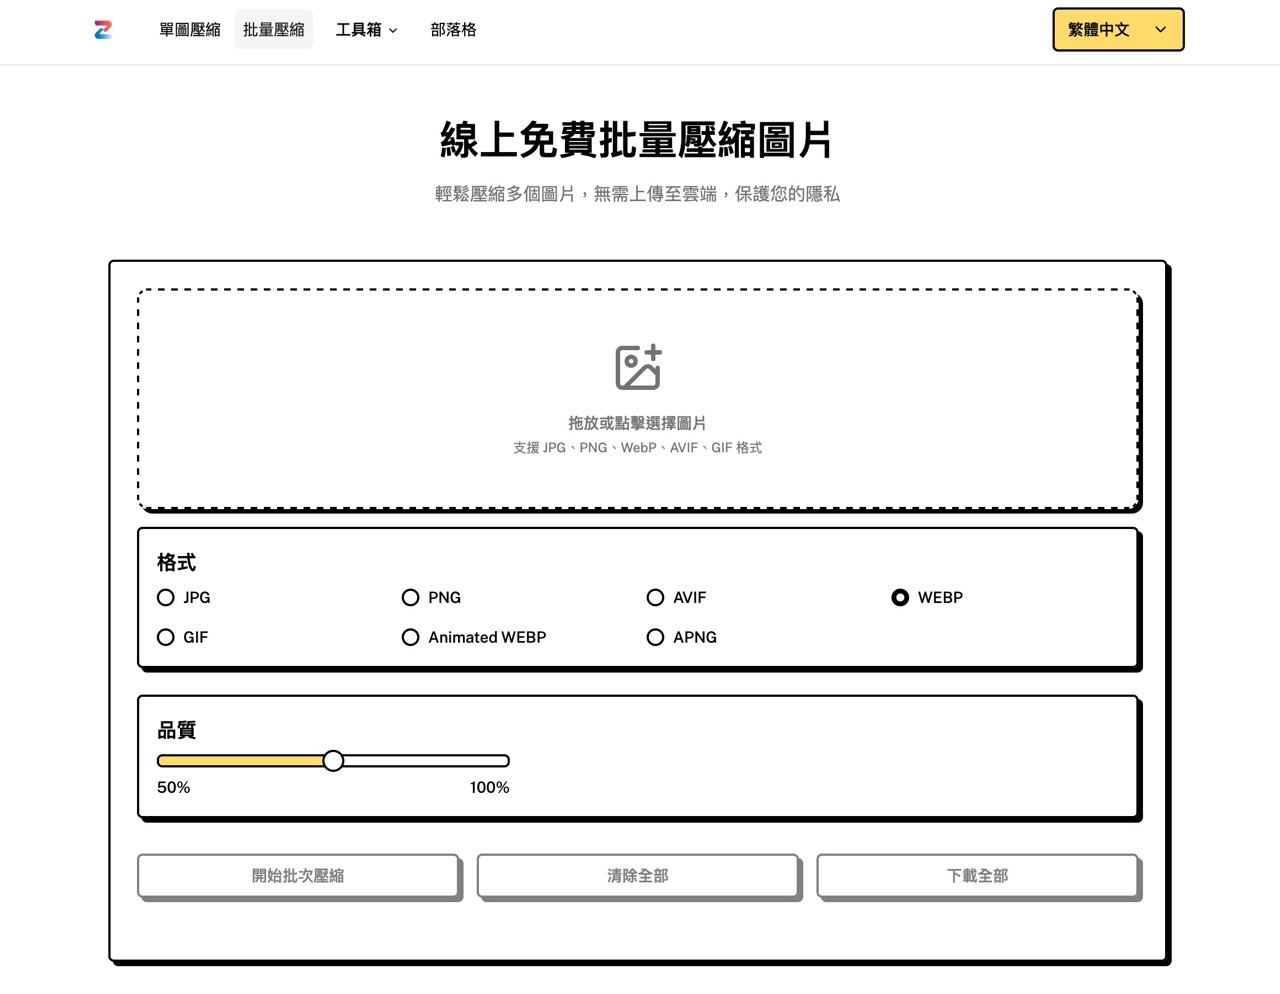 單圖壓縮 批量壓縮 工具箱 部落格 繁體中文
線上免費批量壓縮圖片
輕鬆壓縮多個圖片，無需上傳至雲端，保護您的隱私
拖放或點擊選擇圖片
支援 JPG、PNG、WebP、AVIF、GIF 格式
格式
JPG PNG AVIF WEBP
GIF Animated WEBP APNG
品質
50% 100%
開始批次壓縮 清除全部 下載全部